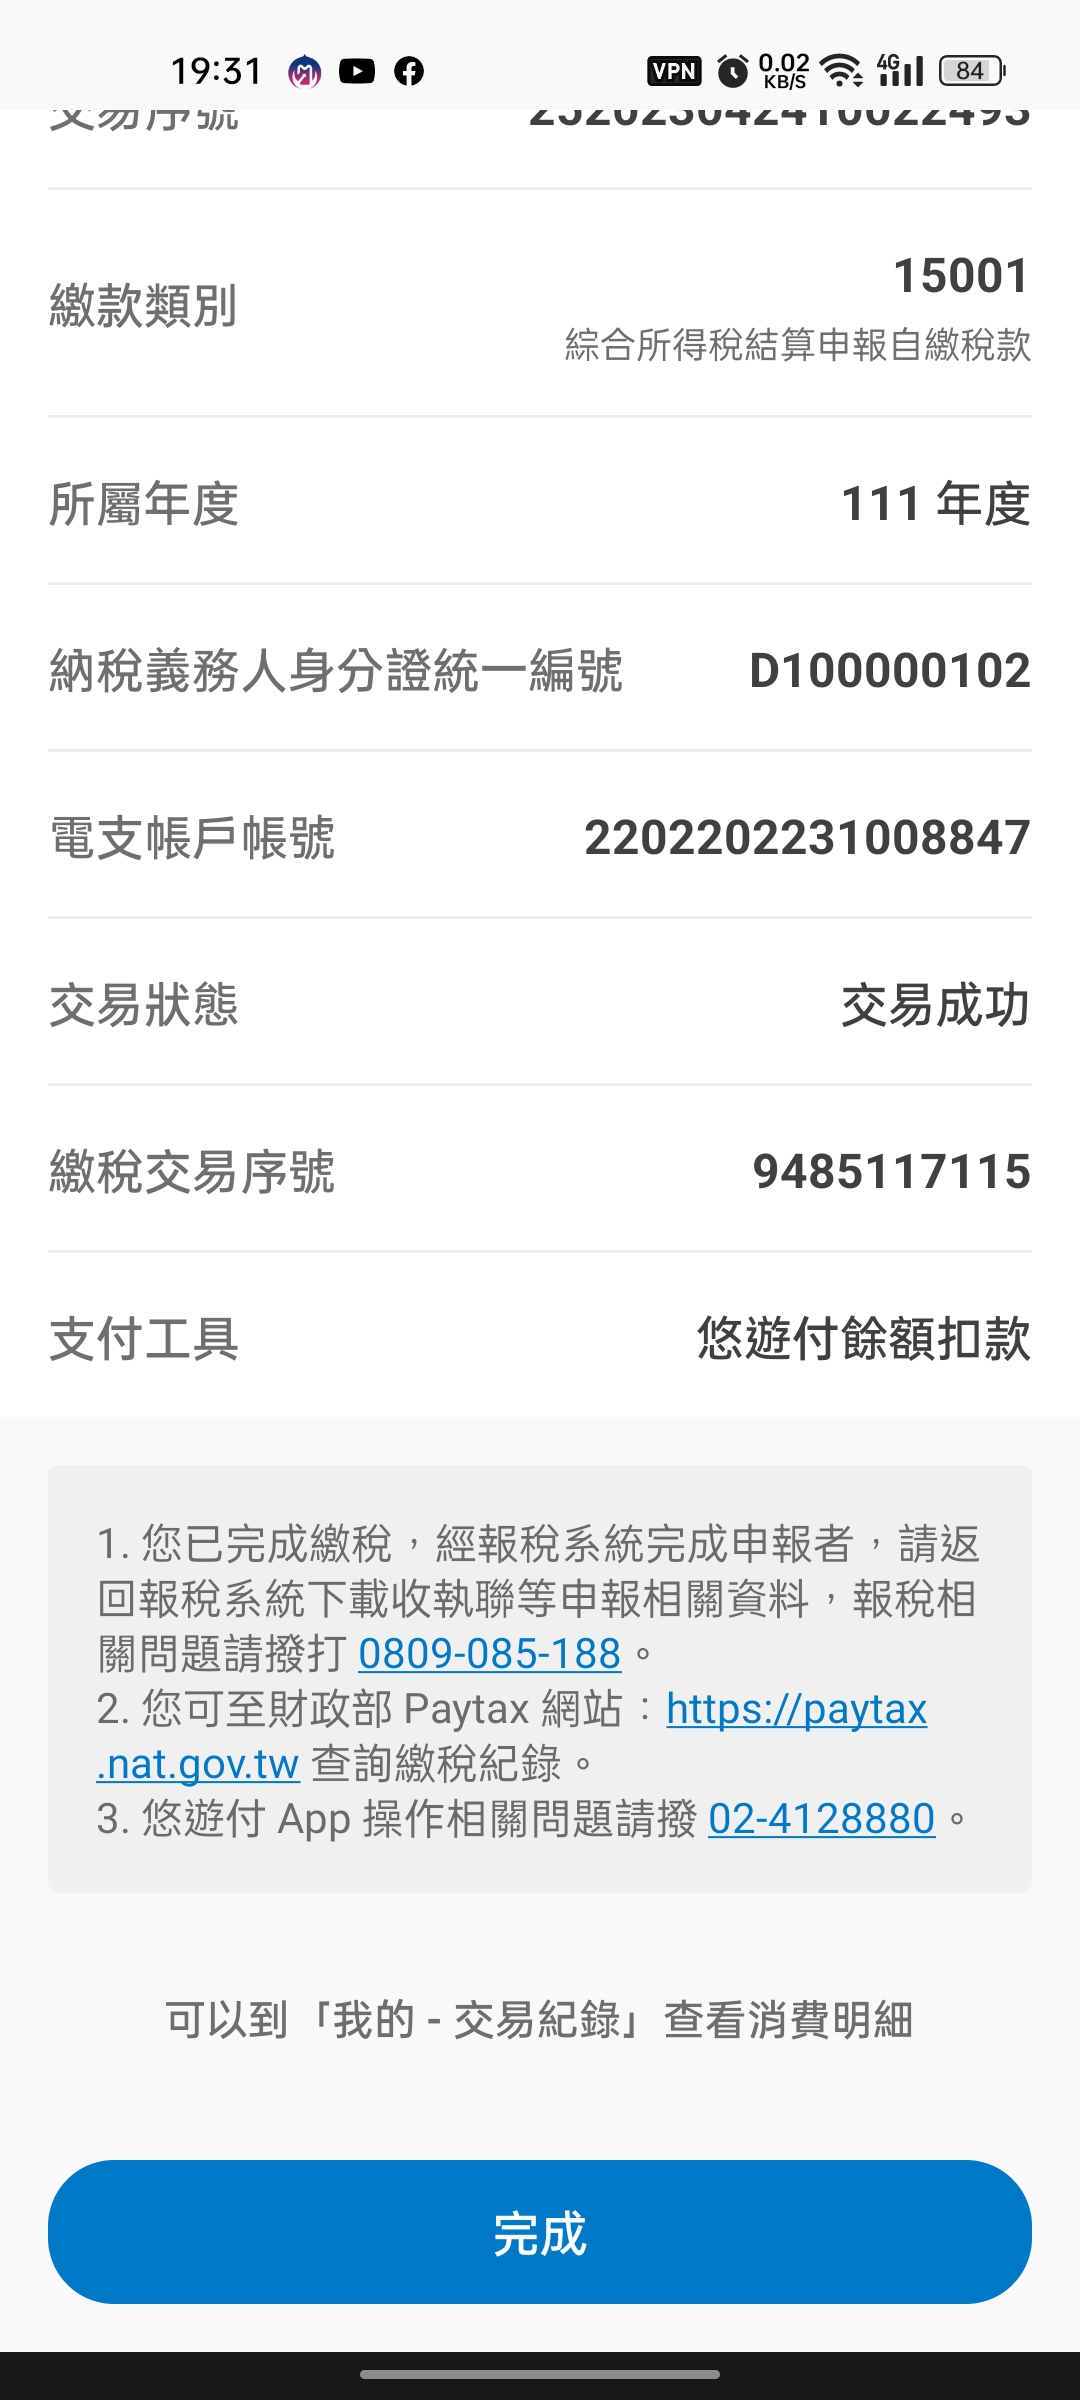 19:31 VPN 0.02 KB/S 4G 84
交易序號 252023042410022493
繳款類別 15001
綜合所得稅結算申報自繳稅款
所屬年度 111 年度
納稅義務人身分證統一編號 D100000102
電支帳戶帳號 2202202231008847
交易狀態 交易成功
繳稅交易序號 9485117115
支付工具 悠遊付餘額扣款
1. 您已完成繳稅，經報稅系統完成申報者，請返
回報稅系統下載收執聯等申報相關資料，報稅相
關問題請撥打 0809-085-188。
2. 您可至財政部 Paytax 網站：https://paytax
.nat.gov.tw 查詢繳稅紀錄。
3. 悠遊付 App 操作相關問題請撥 02-4128880。
可以到「我的 - 交易紀錄」查看消費明細
完成